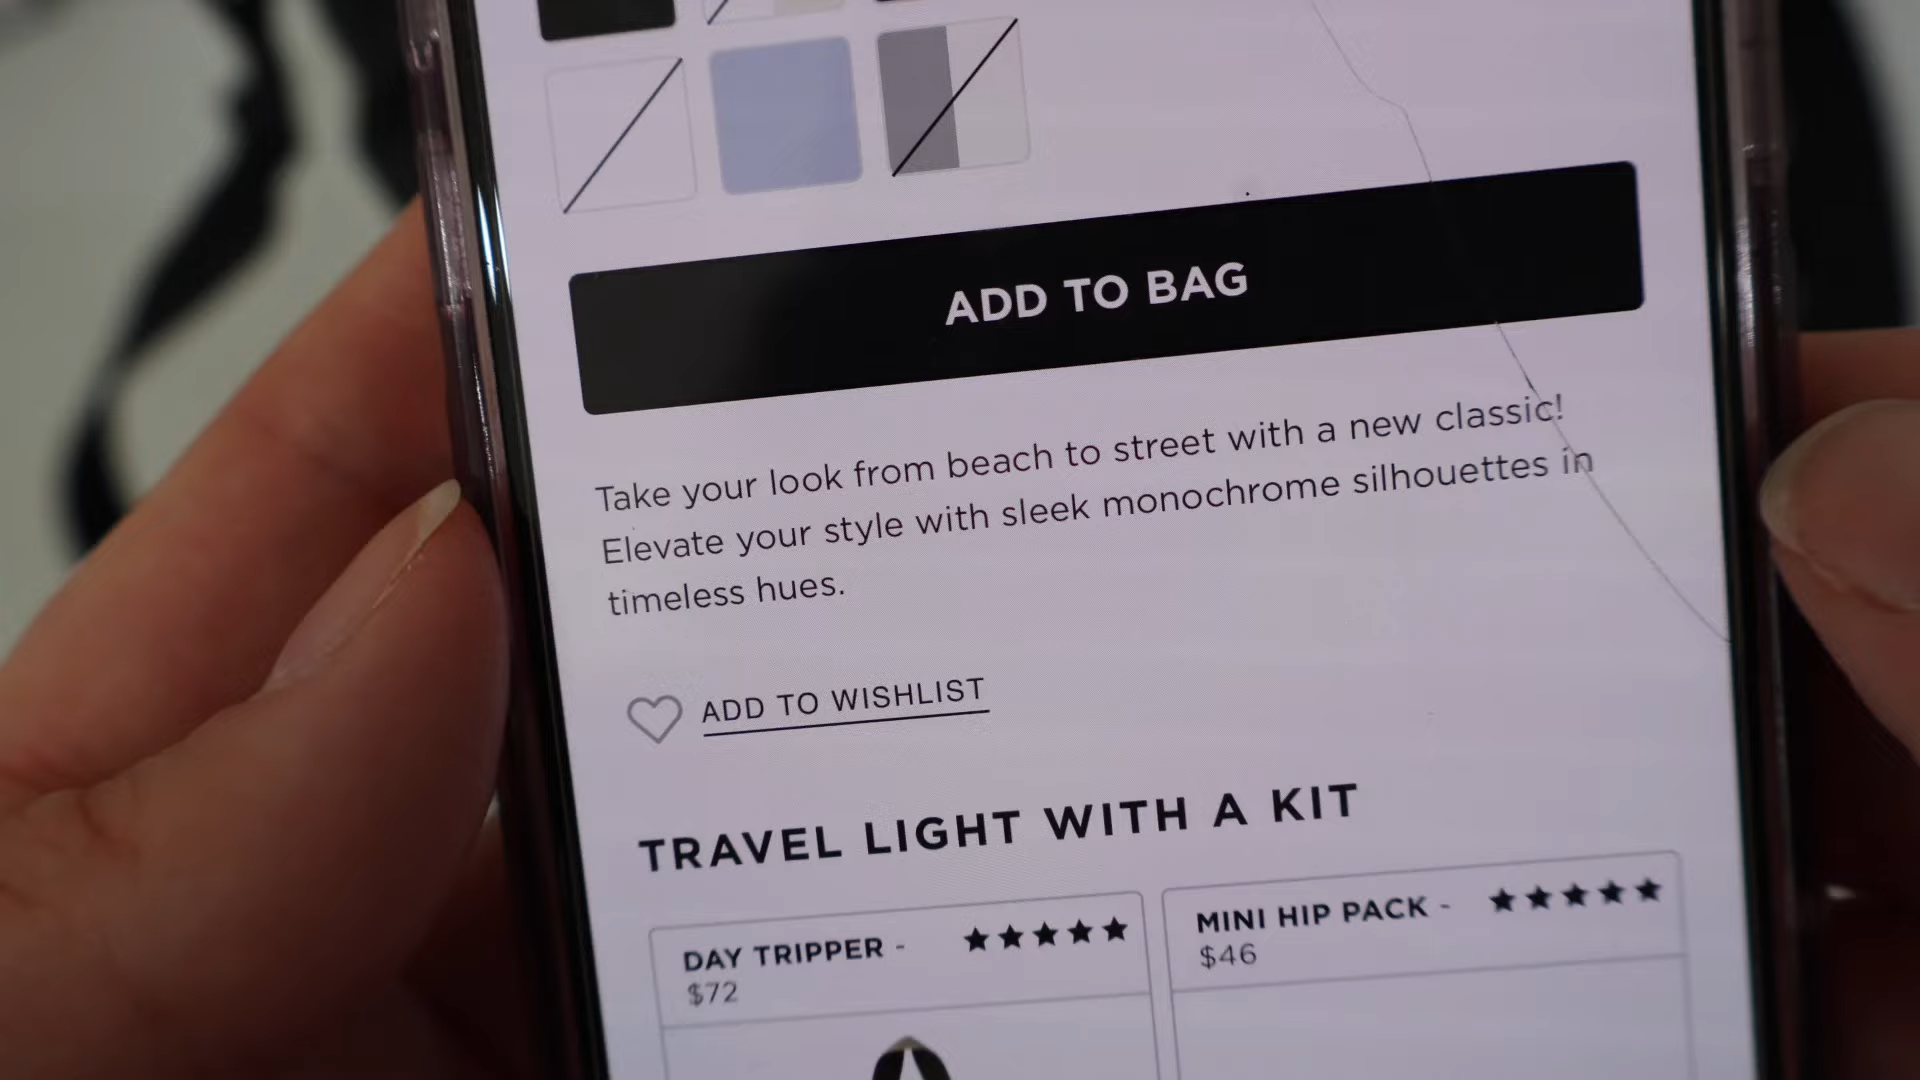 ADD TO BAG
Take your look from beach to street with a new classic!
Elevate your style with sleek monochrome silhouettes in
timeless hues.
ADD TO WISHLIST
TRAVEL LIGHT WITH A KIT
DAY TRIPPER -
$72
MINI HIP PACK -
$46